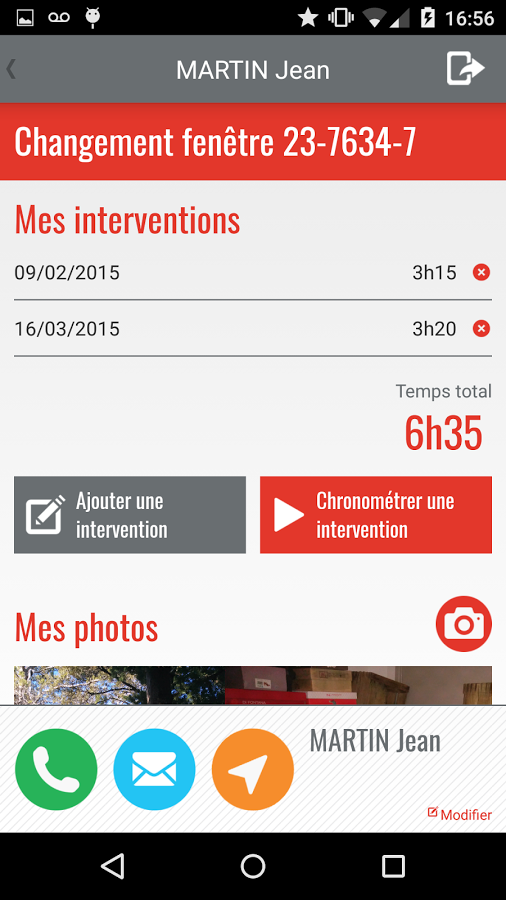 16:56
MARTIN Jean
Changement fenêtre 23-7634-7
Mes interventions
09/02/2015 3h15
16/03/2015 3h20
Temps total
6h35
Ajouter une
intervention
Chronométrer une
intervention
Mes photos
MARTIN Jean
Modifier